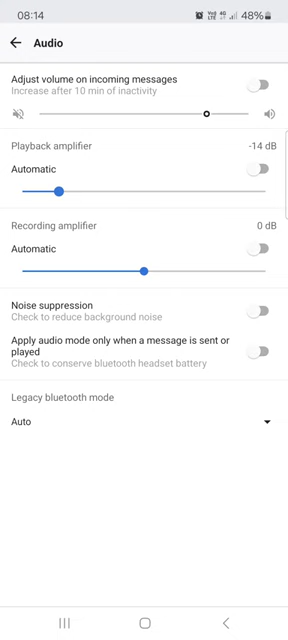 08:14
48%
Audio
Adjust volume on incoming messages
Increase after 10 min of inactivity
Playback amplifier
-14 dB
Automatic
Recording amplifier
0 dB
Automatic
Noise suppression
Check to reduce background noise
Apply audio mode only when a message is sent or
played
Check to conserve bluetooth headset battery
Legacy bluetooth mode
Auto